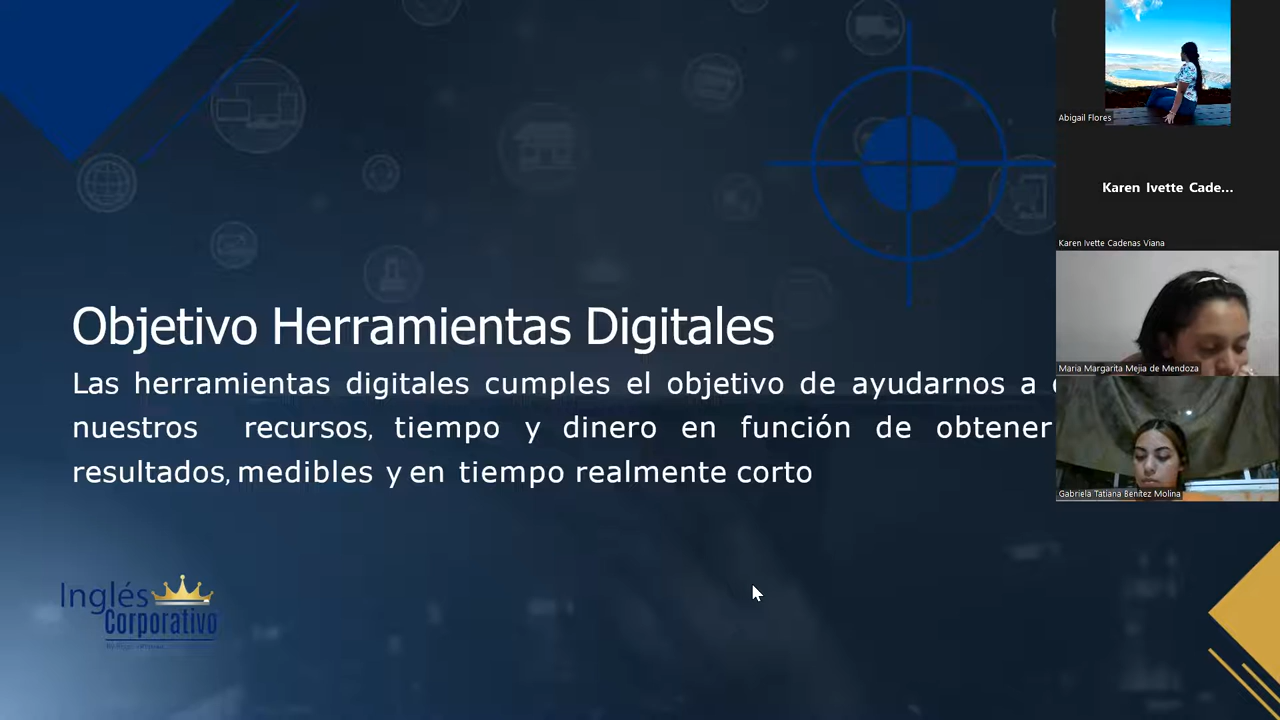 Objetivo Herramientas Digitales
Las herramientas digitales cumples el objetivo de ayudarnos a
nuestros recursos, tiempo y dinero en función de obtener
resultados, medibles y en tiempo realmente corto
Inglés
Corporativo
Abigail Flores
Karen Ivette Cade...
Karen Ivette Cadenas Viana
Maria Margarita Mejia de Mendoza
Gabriela Tatiana Benítez Molina